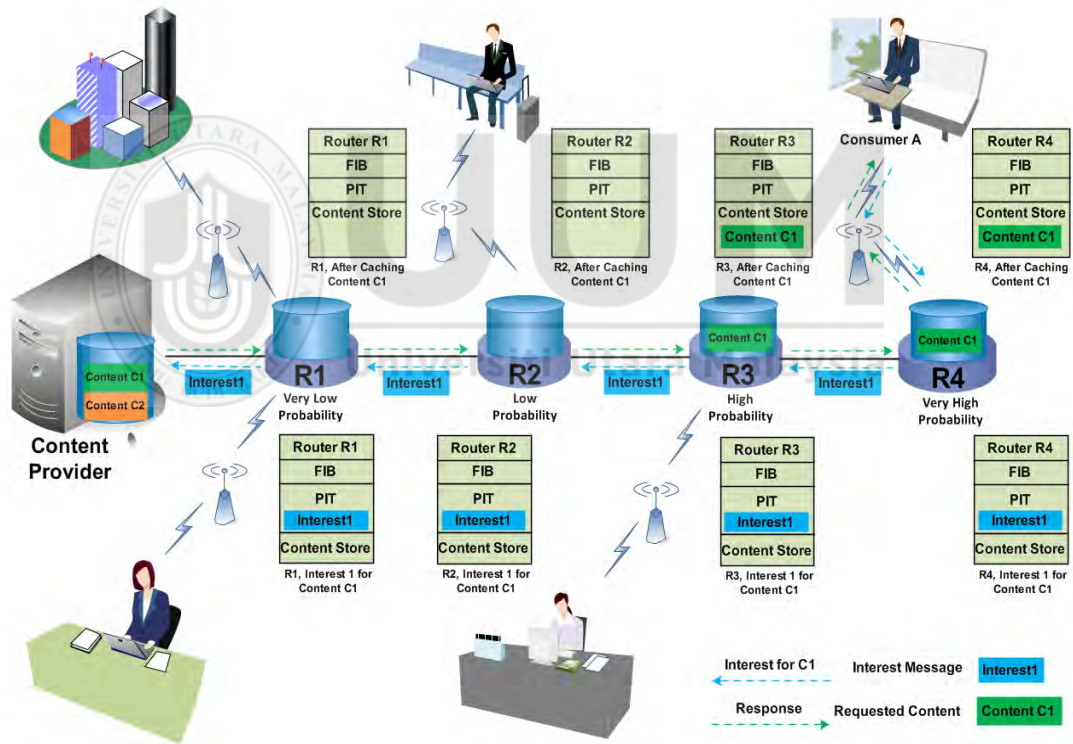 Router R1
FIB
PIT
Content Store
R1, After Caching
Content C1
Router R2
FIB
PIT
Content Store
R2, After Caching
Content C1
Router R3
FIB
PIT
Content Store
Content C1
R3, After Caching
Content C1
Consumer A
Router R4
FIB
PIT
Content Store
Content C1
R4, After Caching
Content C1
UUM
Universiti Utara Malaysia
Content C1
Content C2
Content
Provider
Interest1
R1
Very Low
Probability
Interest1
R2
Low
Probability
Interest1
Content C1
R3
High
Probability
Interest1
Content C1
R4
Very High
Probability
Router R1
FIB
PIT
Interest1
Content Store
R1, Interest 1 for
Content C1
Router R2
FIB
PIT
Interest1
Content Store
R2, Interest 1 for
Content C1
Router R3
FIB
PIT
Interest1
Content Store
R3, Interest 1 for
Content C1
Router R4
FIB
PIT
Interest1
Content Store
R4, Interest 1 for
Content C1
Interest for C1
Interest Message
Interest1
Response
Requested Content
Content C1